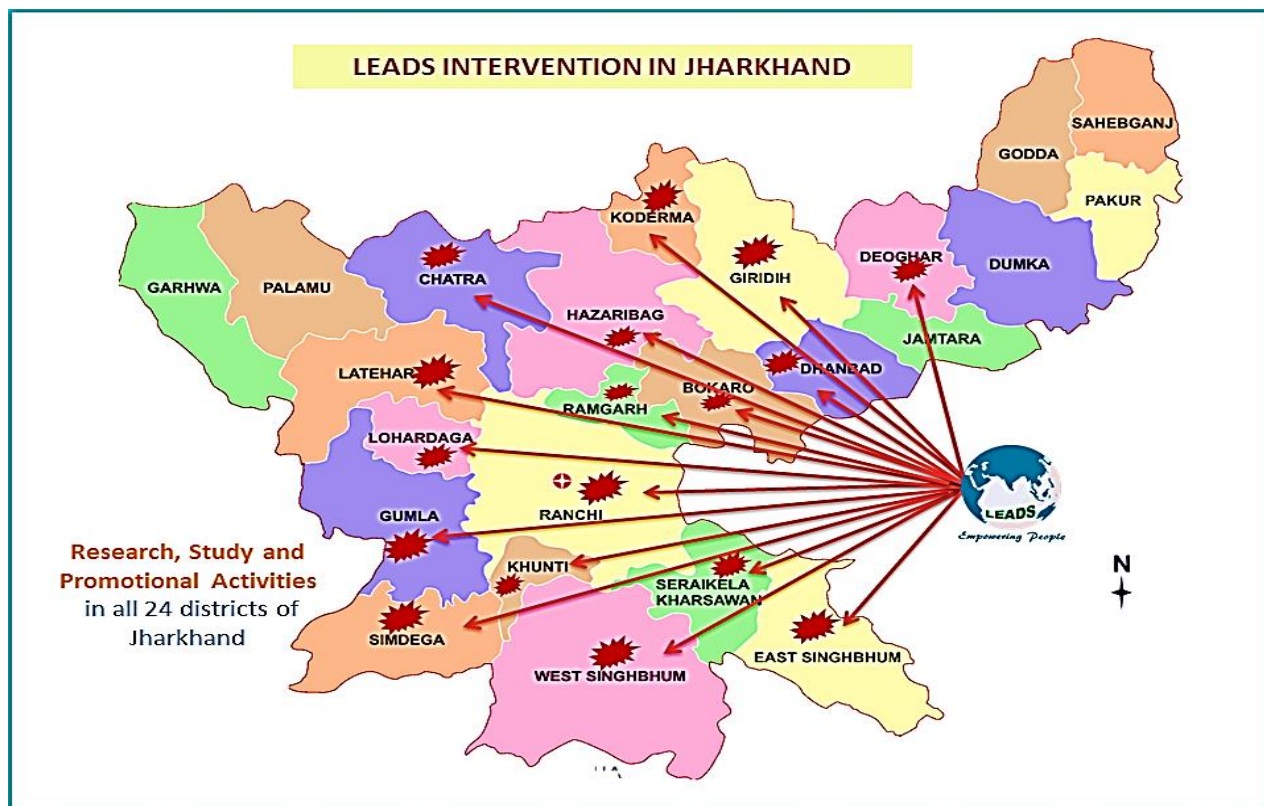 LEADS INTERVENTION IN JHARKHAND
SAHEBGANJ
GODDA
PAKUR
KODERMA
DEOGHAR
DUMKA
GIRIDIH
CHATRA
GARHWA
PALAMU
HAZARIBAG
JAMTARA
LATEHAR
DHANBAD
BOKARO
RAMGARH
LOHARDAGA
RANCHI
GUMLA
LEADS
Empowering People
Research, Study and
Promotional Activities
in all 24 districts of
Jharkhand
KHUNTI
SERAIKELA
KHARSAWAN
SIMDEGA
WEST SINGHBHUM
EAST SINGHBHUM
N